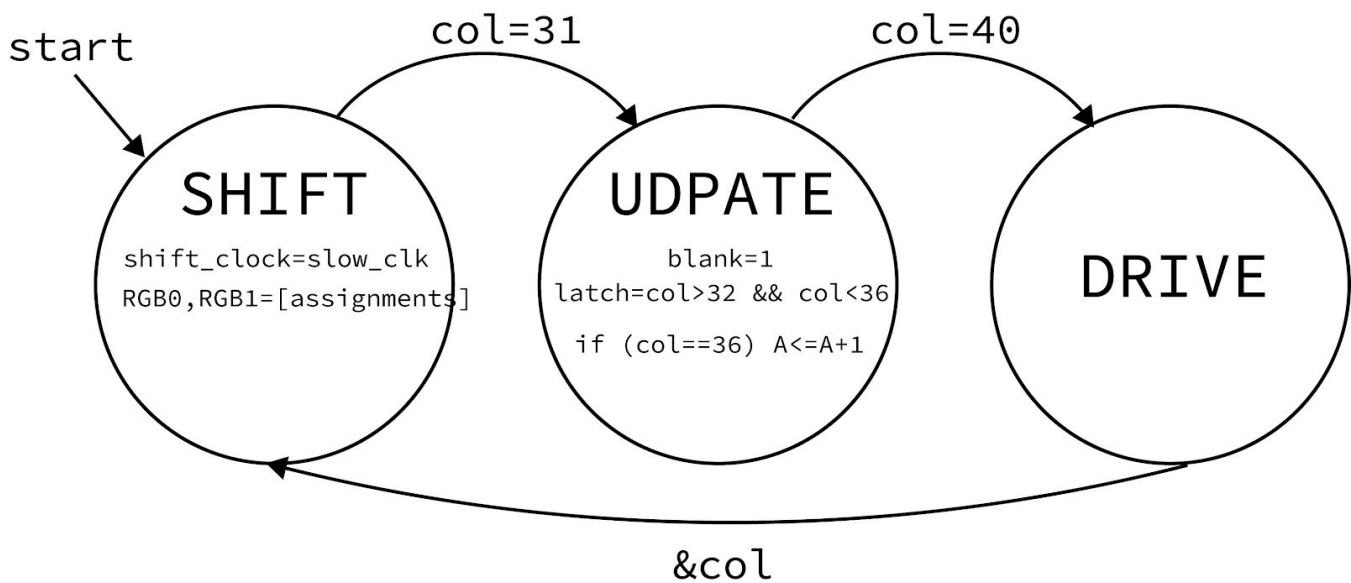 start
col=31
col=40
SHIFT
shift_clock=slow_clk
RGB0,RGB1=[assignments]
UDPATE
blank=1
latch=col>32 && col<36
if (col==36) A<=A+1
DRIVE
&col